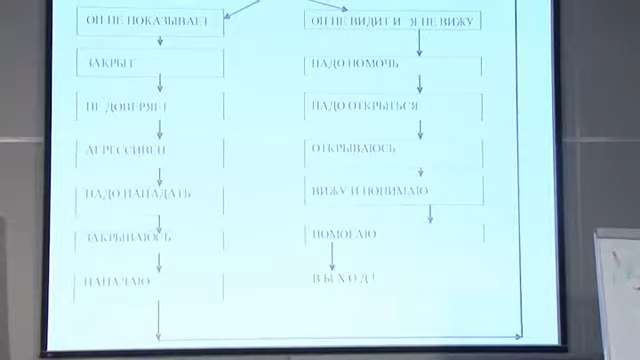 ОН НЕ ПОКАЗЫВАЕТ
ЗАКРЫТ
НЕ ДОВЕРЯЕТ
АГРЕССИВЕН
НАДО НАПАДАТЬ
ЗАКРЫВАЮСЬ
НАПАДАЮ
ОН НЕ ВИДИТ И Я НЕ ВИЖУ
НАДО ПОМОЧЬ
НАДО ОТКРЫТЬСЯ
ОТКРЫВАЮСЬ
ВИЖУ И ПОНИМАЮ
ПОМОГАЮ
В Ы Х О Д !